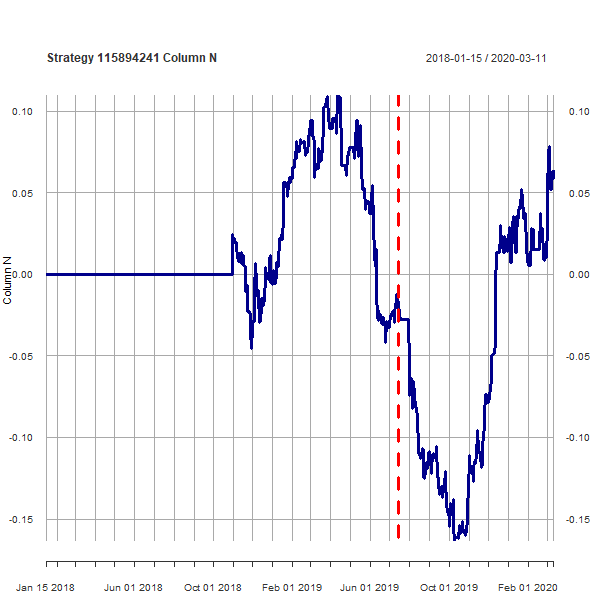 Strategy 115894241 Column N
2018-01-15 / 2020-03-11
0.10
0.10
0.05
0.05
0.00
0.00
Column N
-0.05
-0.05
-0.10
-0.10
-0.15
-0.15
Jan 15 2018
Jun 01 2018
Oct 01 2018
Feb 01 2019
Jun 01 2019
Oct 01 2019
Feb 01 2020